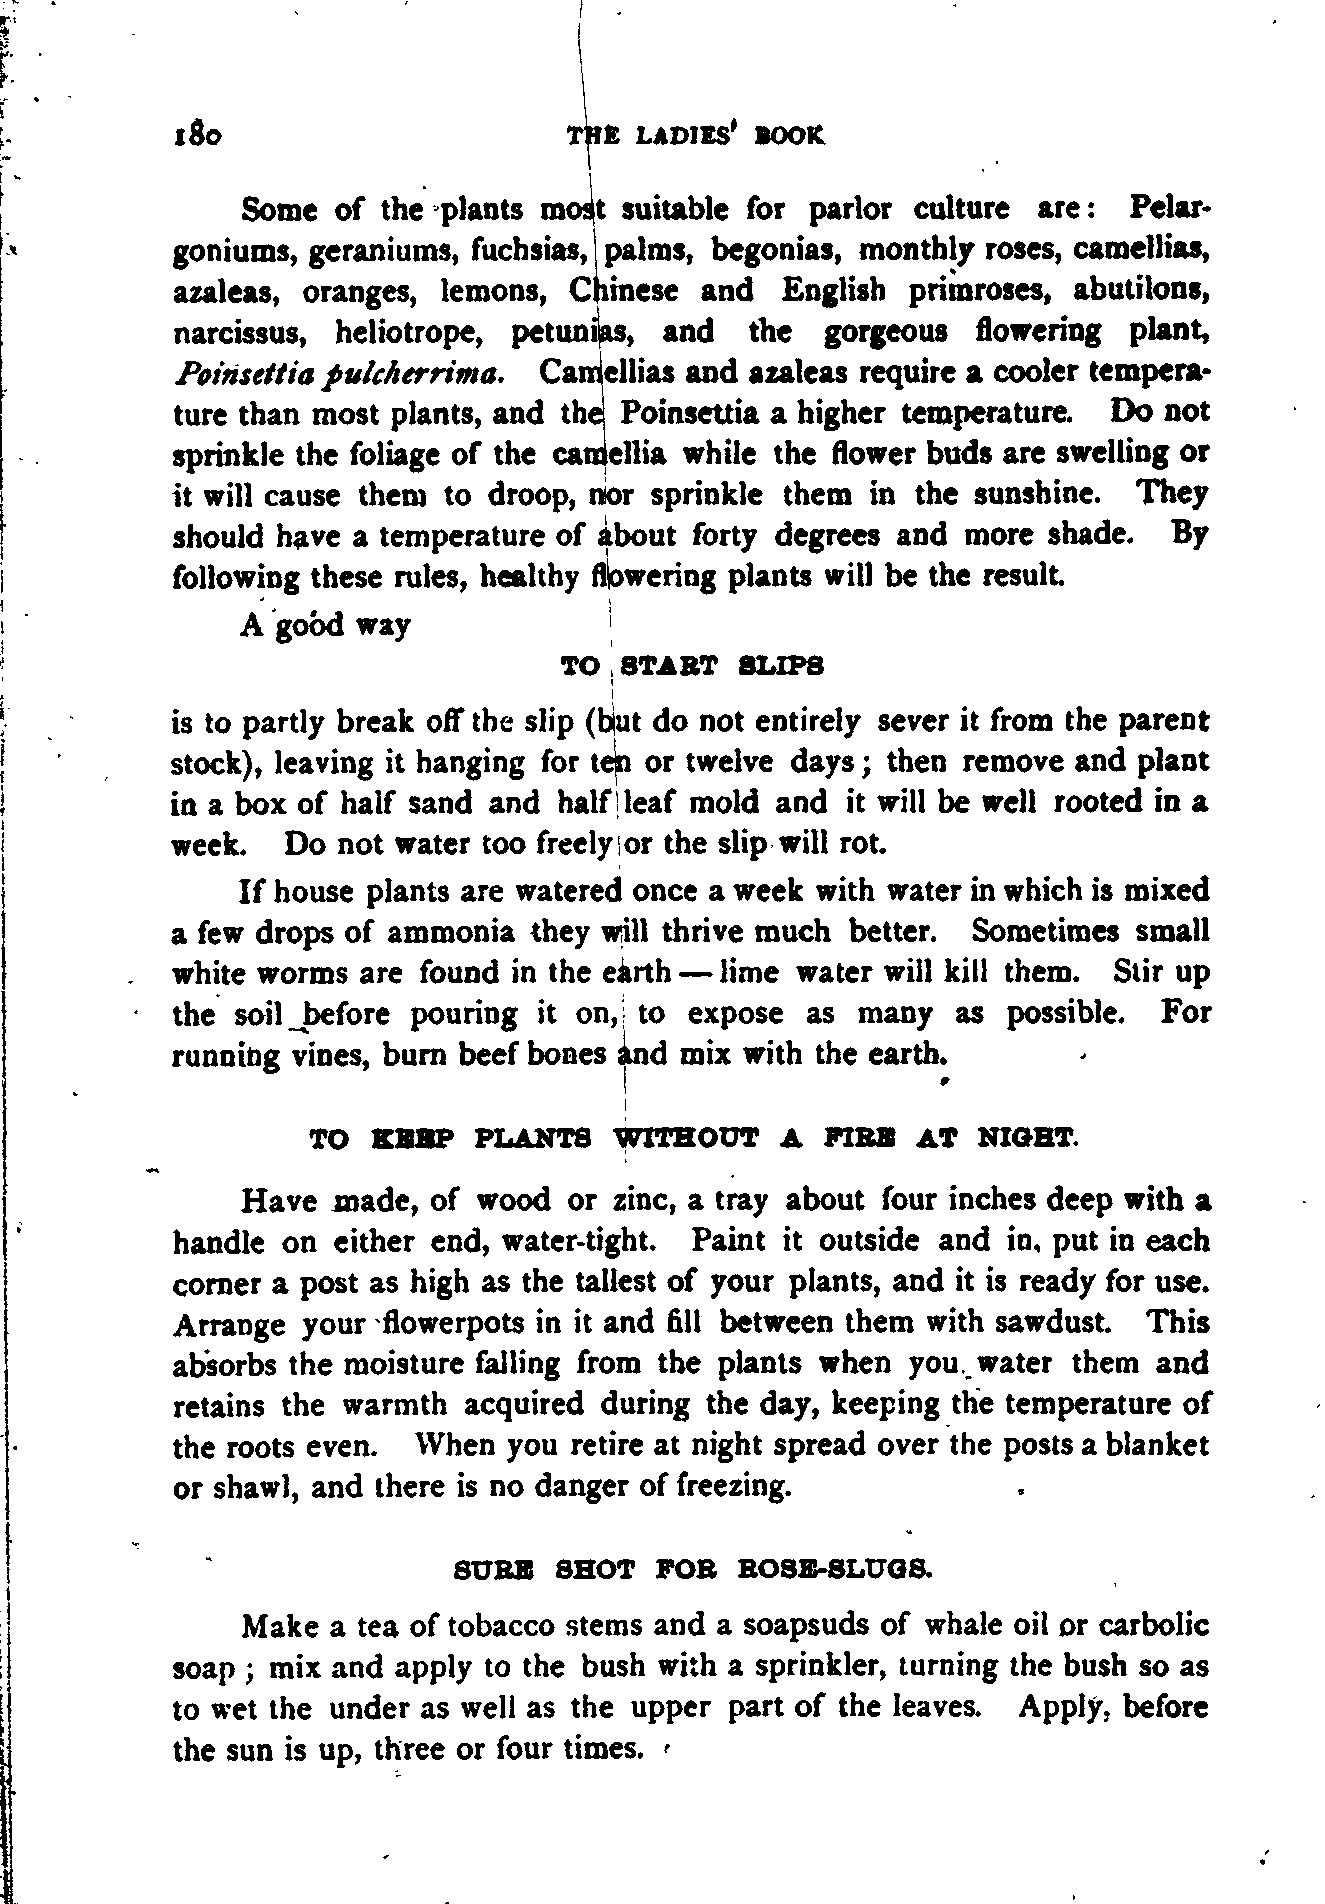 180 THE LADIES' BOOK
Some of the plants most suitable for parlor culture are: Pelar-
goniums, geraniums, fuchsias, palms, begonias, monthly roses, camellias,
azaleas, oranges, lemons, Chinese and English primroses, abutilons,
narcissus, heliotrope, petunias, and the gorgeous flowering plant,
Poinsettia pulcherrima. Camellias and azaleas require a cooler tempera-
ture than most plants, and the Poinsettia a higher temperature. Do not
sprinkle the foliage of the camellia while the flower buds are swelling or
it will cause them to droop, nor sprinkle them in the sunshine. They
should have a temperature of about forty degrees and more shade. By
following these rules, healthy flowering plants will be the result.
A good way
TO START SLIPS
is to partly break off the slip (but do not entirely sever it from the parent
stock), leaving it hanging for ten or twelve days; then remove and plant
in a box of half sand and half leaf mold and it will be well rooted in a
week. Do not water too freely or the slip will rot.
If house plants are watered once a week with water in which is mixed
a few drops of ammonia they will thrive much better. Sometimes small
white worms are found in the earth — lime water will kill them. Stir up
the soil before pouring it on, to expose as many as possible. For
running vines, burn beef bones and mix with the earth.
TO KEEP PLANTS WITHOUT A FIRE AT NIGHT.
Have made, of wood or zinc, a tray about four inches deep with a
handle on either end, water-tight. Paint it outside and in, put in each
corner a post as high as the tallest of your plants, and it is ready for use.
Arrange your flowerpots in it and fill between them with sawdust. This
absorbs the moisture falling from the plants when you water them and
retains the warmth acquired during the day, keeping the temperature of
the roots even. When you retire at night spread over the posts a blanket
or shawl, and there is no danger of freezing.
SURE SHOT FOR ROSE-SLUGS.
Make a tea of tobacco stems and a soapsuds of whale oil or carbolic
soap; mix and apply to the bush with a sprinkler, turning the bush so as
to wet the under as well as the upper part of the leaves. Apply, before
the sun is up, three or four times.